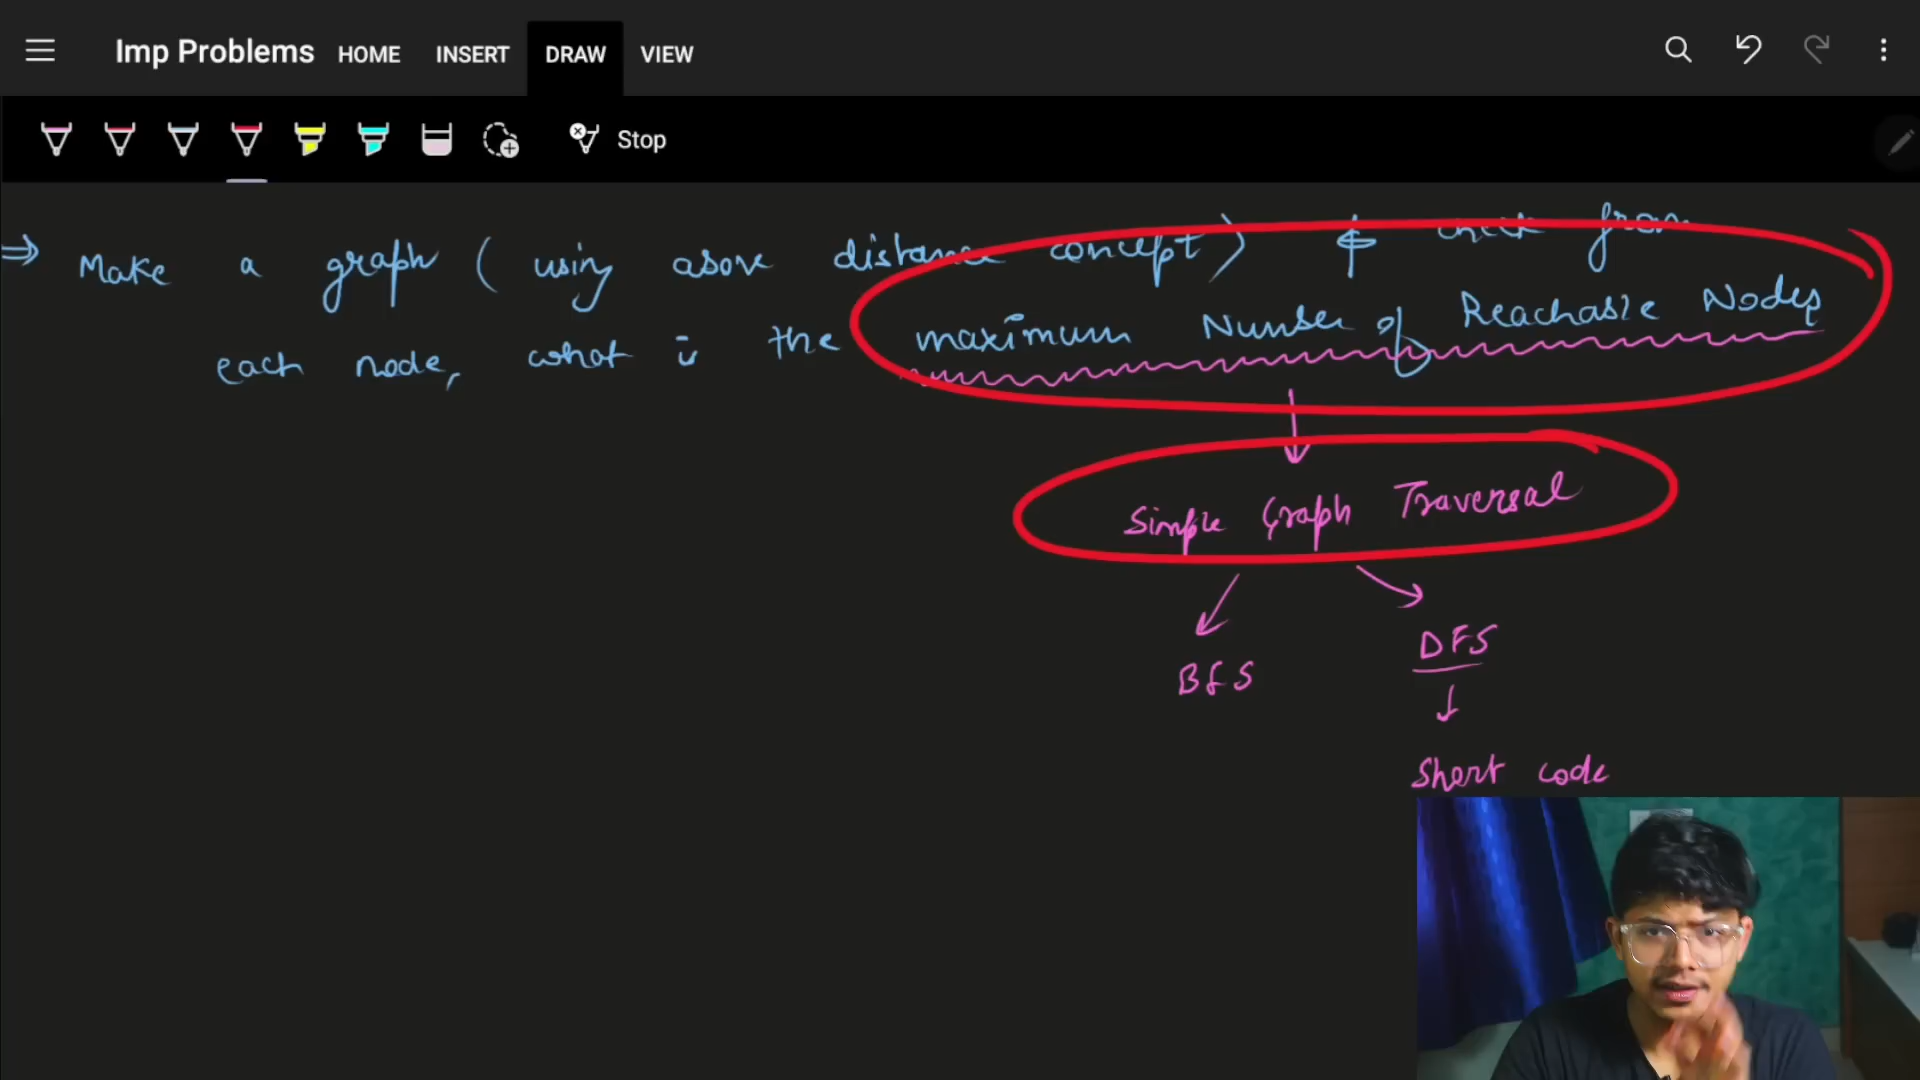 Imp Problems HOME INSERT DRAW VIEW
Stop
⇒ Make a graph (using above distance concept) & check from
each node, what is the maximum Number of Reachable Nodes
Simple Graph Traversal
BFS DFS
Short code